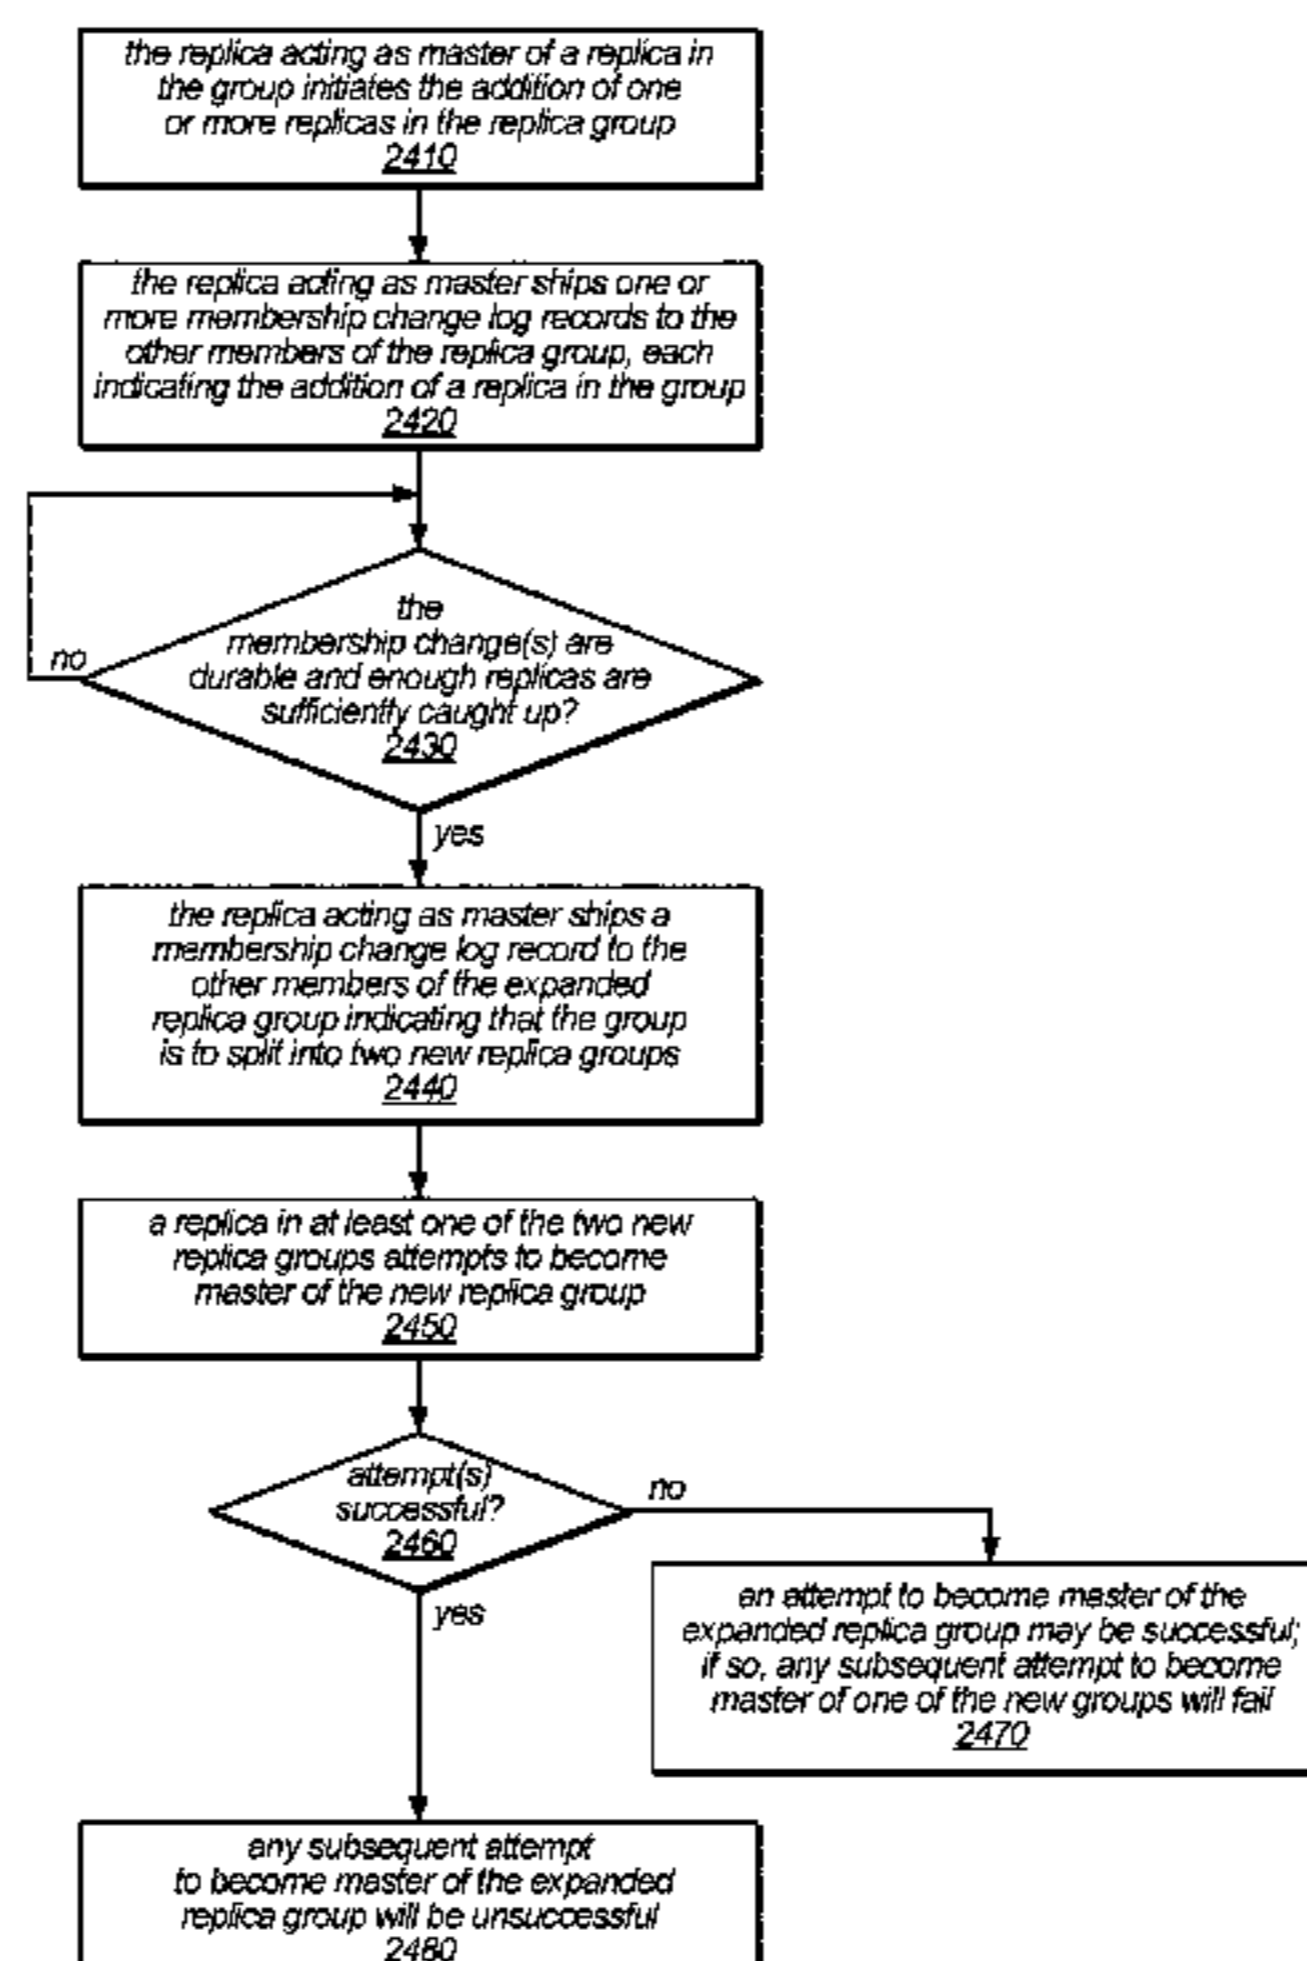 the replica acting as master of a replica in
the group initiates the addition of one
or more replicas in the replica group
2410
the replica acting as master ships one or
more membership change log records to the
other members of the replica group, each
indicating the addition of a replica in the group
2420
the
membership change(s) are
durable and enough replicas are
sufficiently caught up?
2430
no
yes
the replica acting as master ships a
membership change log record to the
other members of the expanded
replica group indicating that the group
is to split into two new replica groups
2440
a replica in at least one of the two new
replica groups attempts to become
master of the new replica group
2450
attempt(s)
successful?
2460
no
yes
an attempt to become master of the
expanded replica group may be successful;
if so, any subsequent attempt to become
master of one of the new groups will fail
2470
any subsequent attempt
to become master of the expanded
replica group will be unsuccessful
2480